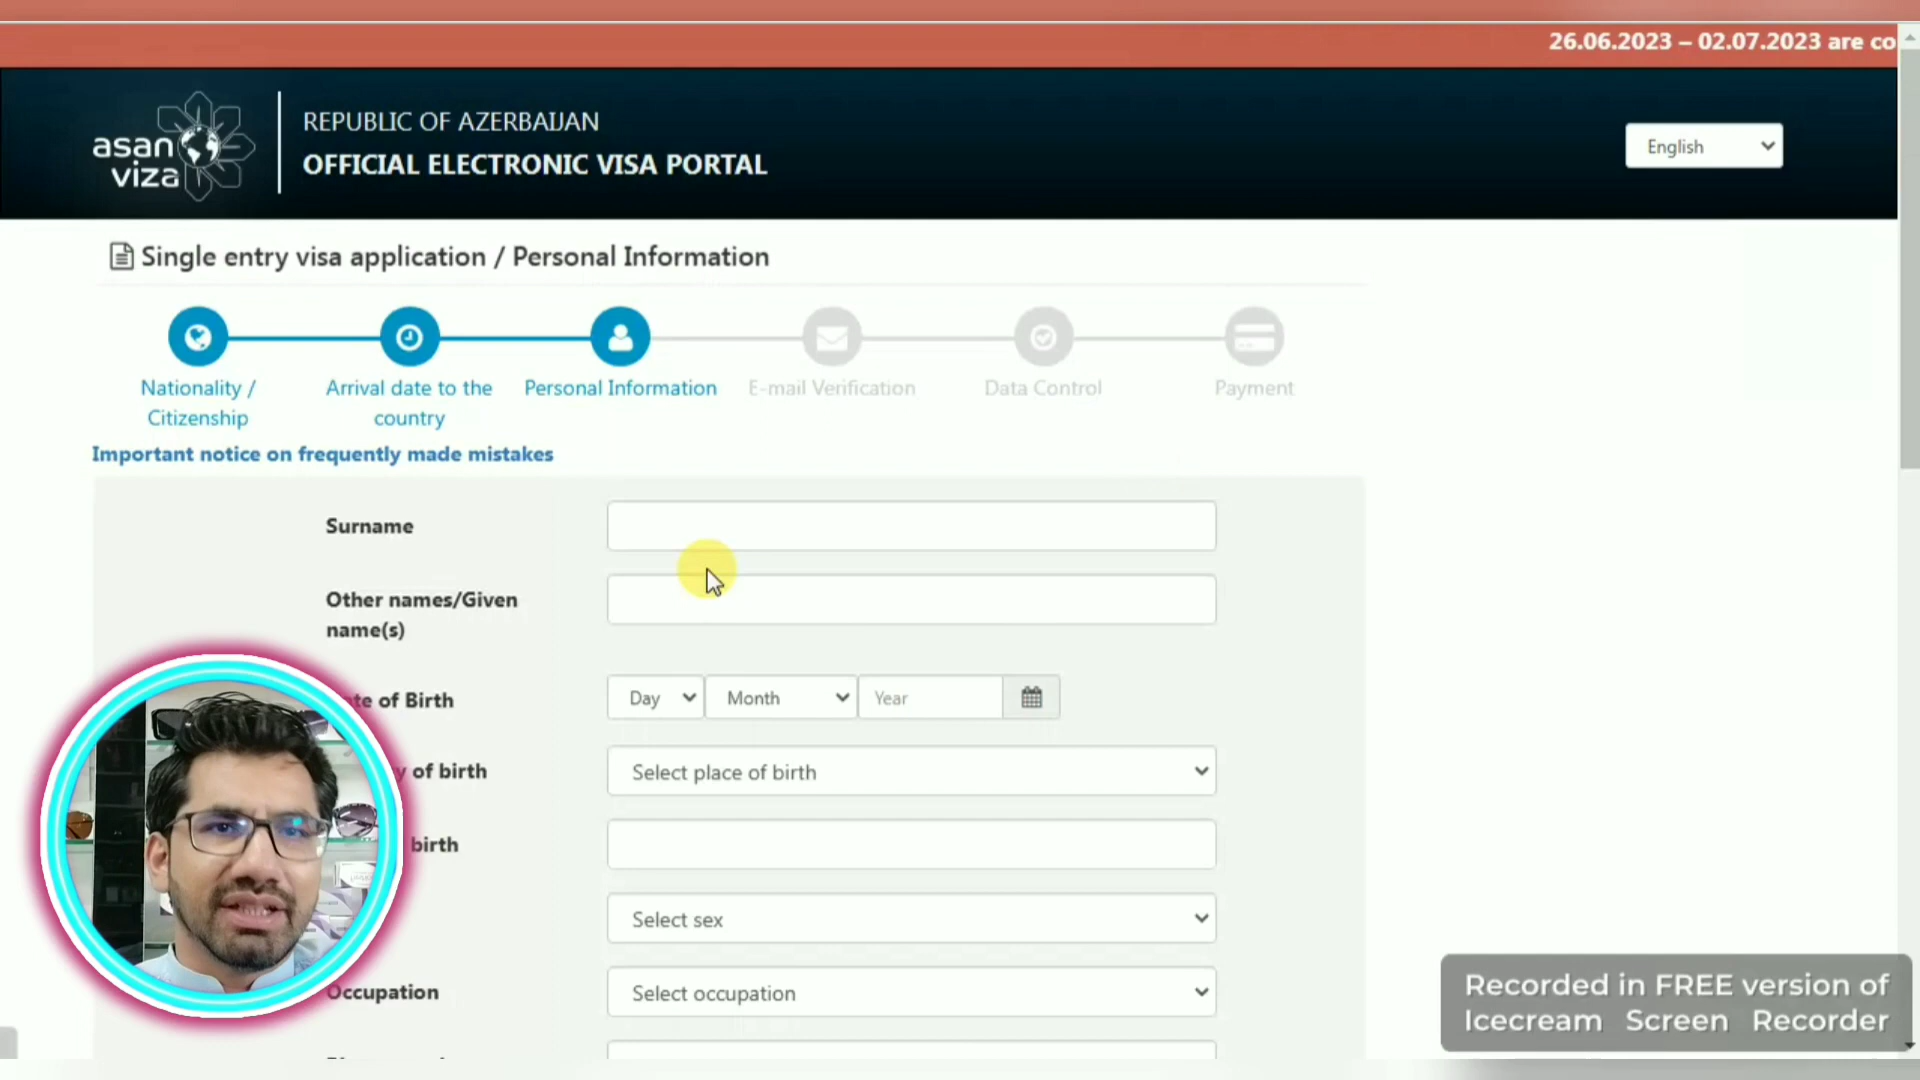 26.06.2023 – 02.07.2023 are co
asan
viza
REPUBLIC OF AZERBAIJAN
OFFICIAL ELECTRONIC VISA PORTAL
English
Single entry visa application / Personal Information
Nationality /
Citizenship
Arrival date to the
country
Personal Information
E-mail Verification
Data Control
Payment
Important notice on frequently made mistakes
Surname
Other names/Given
name(s)
te of Birth
Day
Month
Year
y of birth
Select place of birth
birth
Select sex
Occupation
Select occupation
Recorded in FREE version of
Icecream Screen Recorder